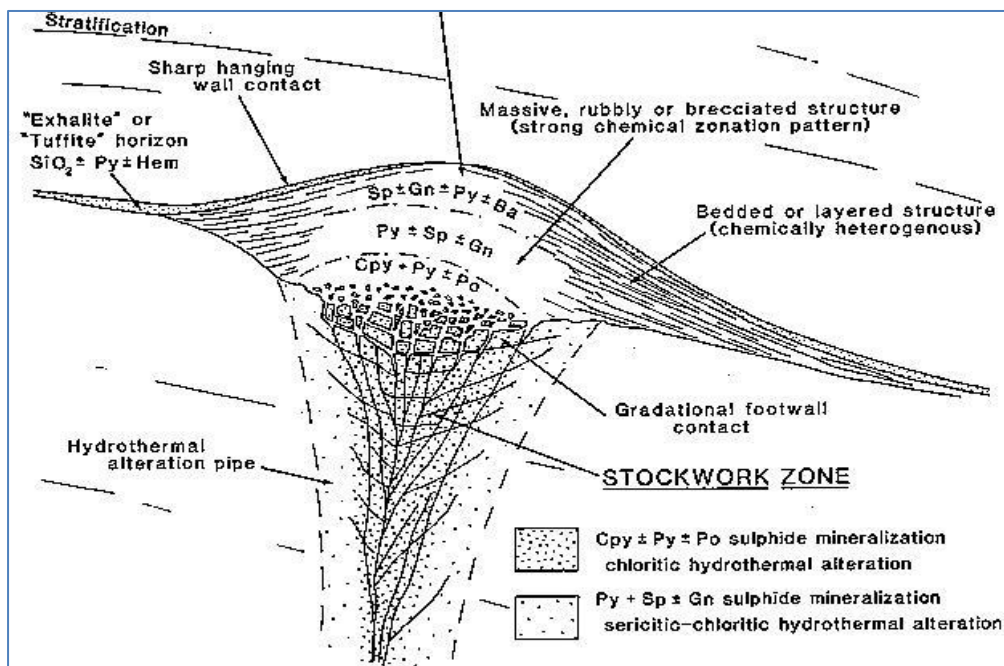 Stratification
Sharp hanging
wall contact
"Exhalite" or
"Tuffite" horizon
SiO₂ ± Py ± Hem
Massive, rubbly or brecciated structure
(strong chemical zonation pattern)
Bedded or layered structure
(chemically heterogenous)
Sp±Gn±Py±Ba
Py±Sp±Gn
Cpy+Py±Po
Gradational footwall
contact
Hydrothermal
alteration pipe
STOCKWORK ZONE
Cpy ± Py ± Po sulphide mineralization
chloritic hydrothermal alteration
Py + Sp ± Gn sulphide mineralization
sericitic-chloritic hydrothermal alteration